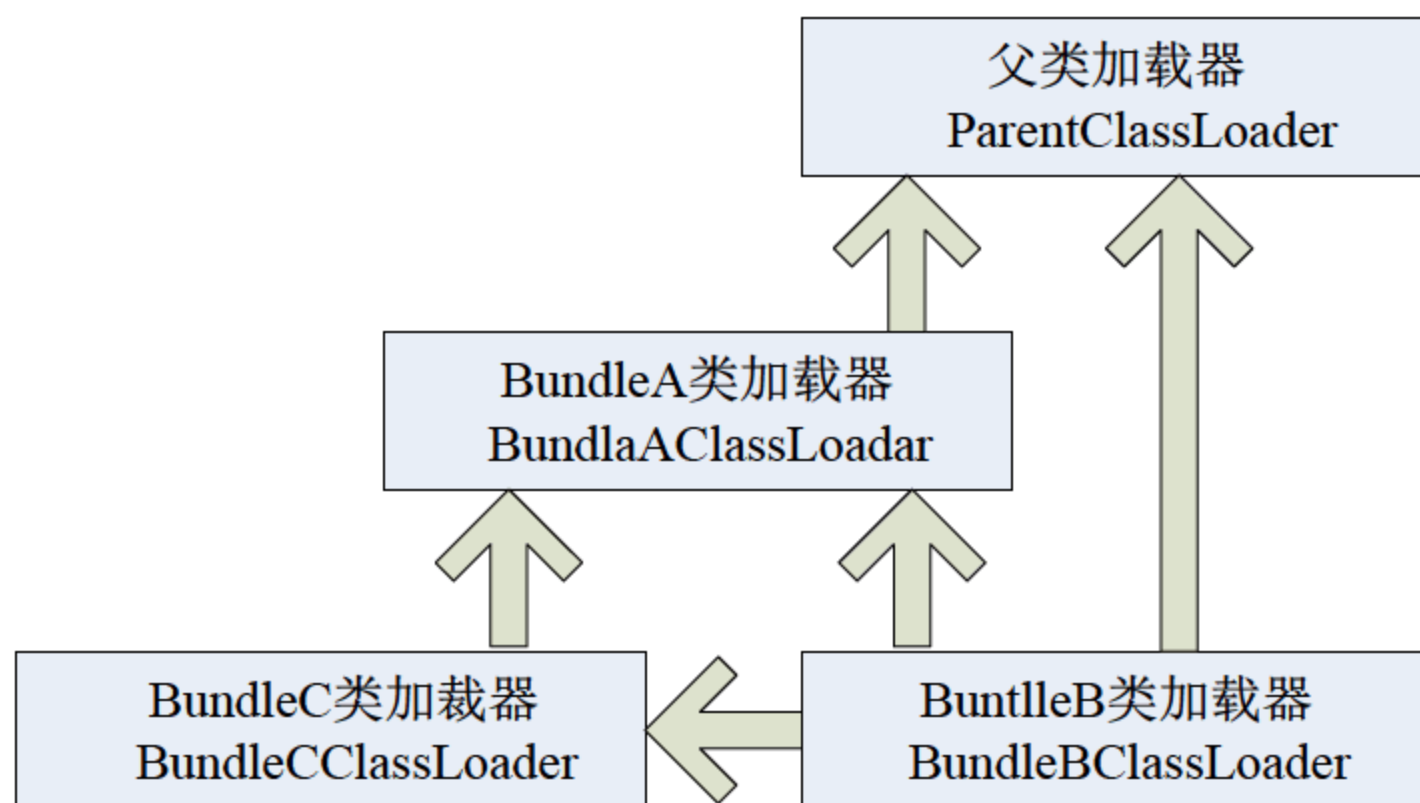 父类加载器
ParentClassLoader
BundleA类加载器
BundlaAClassLoadar
BundleC类加裁器
BundleCClassLoader
BuntlleB类加载器
BundleBClassLoader